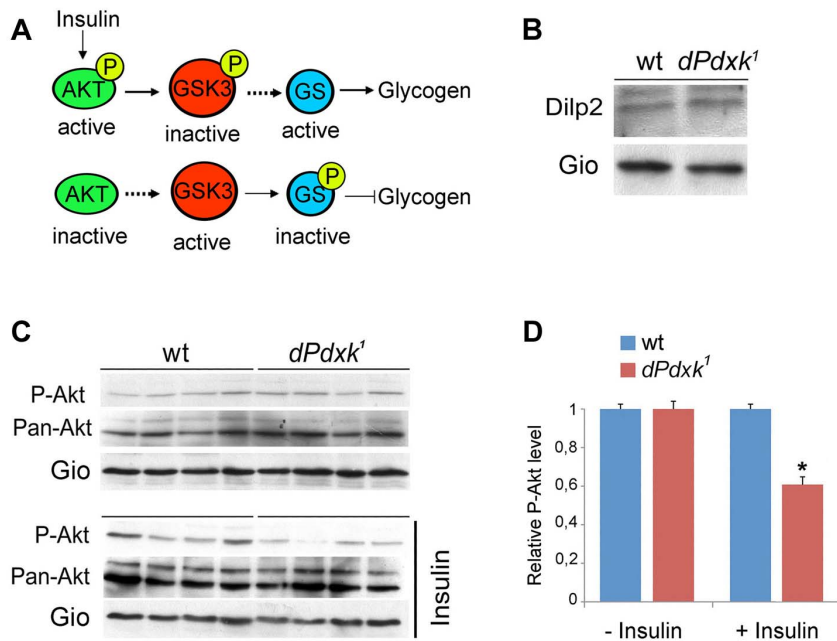 A
Insulin
P
P
AKT
GSK3
GS
Glycogen
active
inactive
active
P
AKT
GSK3
GS
Glycogen
inactive
active
inactive
B
wt dPdxk¹
Dilp2
Gio
C
wt dPdxk¹
P-Akt
Pan-Akt
Gio
P-Akt
Pan-Akt
Gio
Insulin
D
wt
dPdxk¹
Relative P-Akt level
1
0,8
0,6
0,4
0,2
0
*
- Insulin + Insulin